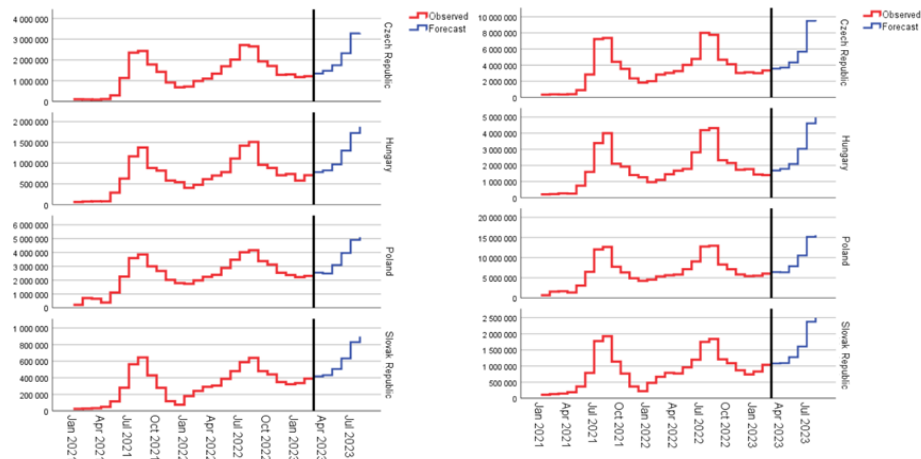 4 000 000
3 000 000
2 000 000
1 000 000
0
Czech Republic
Observed
Forecast
2 000 000
1 500 000
1 000 000
500 000
0
Hungary
6 000 000
5 000 000
4 000 000
3 000 000
2 000 000
1 000 000
0
Poland
1 000 000
800 000
600 000
400 000
200 000
0
Slovak Republic
Jan 2021
Apr 2021
Jul 2021
Oct 2021
Jan 2022
Apr 2022
Jul 2022
Oct 2022
Jan 2023
Apr 2023
Jul 2023
10 000 000
8 000 000
6 000 000
4 000 000
2 000 000
0
Czech Republic
Observed
Forecast
5 000 000
4 000 000
3 000 000
2 000 000
1 000 000
0
Hungary
20 000 000
15 000 000
10 000 000
5 000 000
0
Poland
2 500 000
2 000 000
1 500 000
1 000 000
500 000
0
Slovak Republic
Jan 2021
Apr 2021
Jul 2021
Oct 2021
Jan 2022
Apr 2022
Jul 2022
Oct 2022
Jan 2023
Apr 2023
Jul 2023